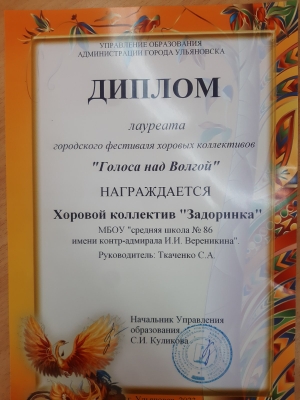 УПРАВЛЕНИЕ ОБРАЗОВАНИЯ
АДМИНИСТРАЦИИ ГОРОДА УЛЬЯНОВСКА
ДИПЛОМ
лауреата
городского фестиваля хоровых коллективов
"Голоса над Волгой"
НАГРАЖДАЕТСЯ
Хоровой коллектив "Задоринка"
МБОУ "средняя школа № 86
имени контр-адмирала И.И. Вереникина".
Руководитель: Ткаченко С.А.
Начальник Управления
образования
С.И. Куликова